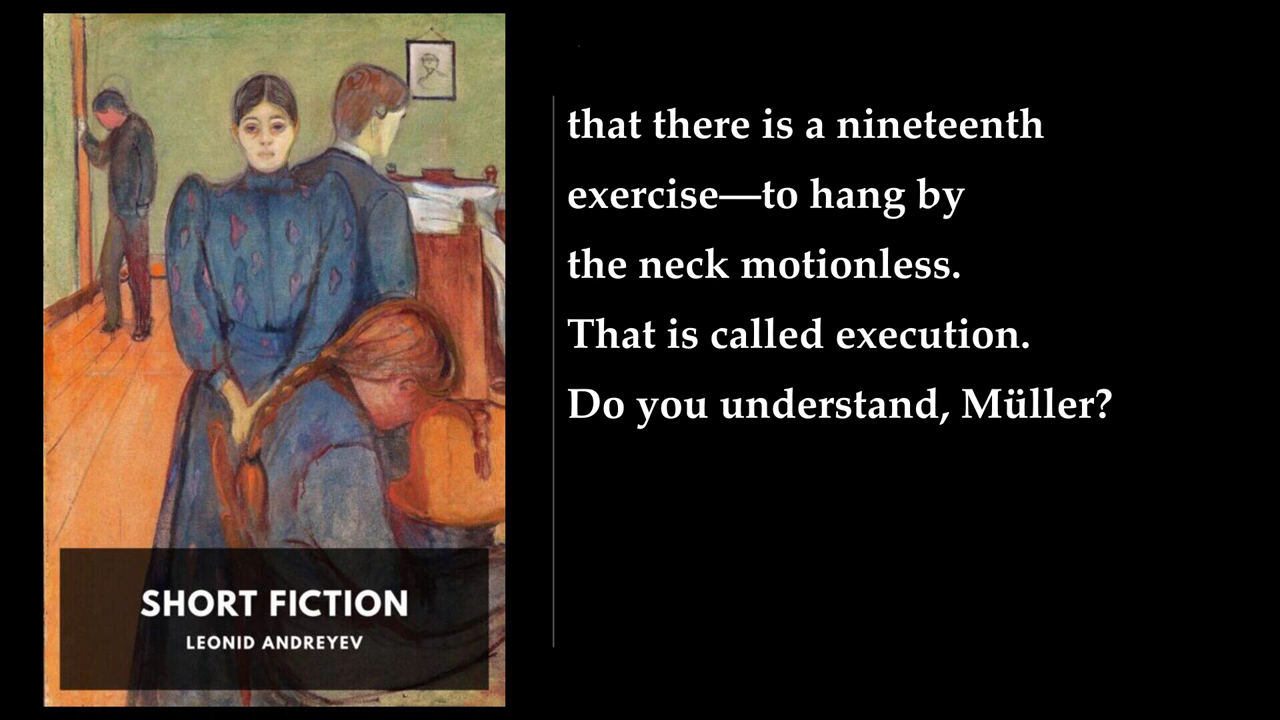 SHORT FICTION
LEONID ANDREYEV
that there is a nineteenth
exercise—to hang by
the neck motionless.
That is called execution.
Do you understand, Müller?